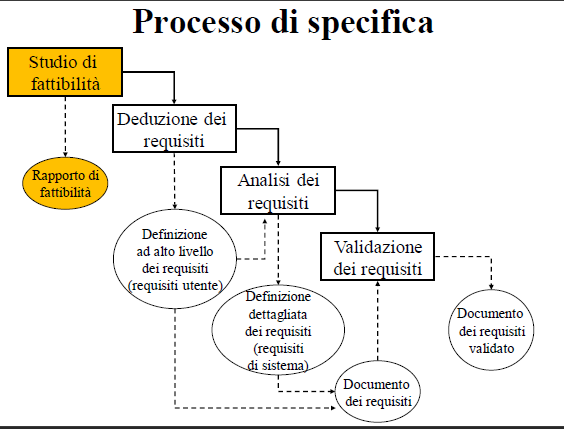 Processo di specifica
Studio di
fattibilità
Deduzione dei
requisiti
Rapporto di
fattibilità
Analisi dei
requisiti
Definizione
ad alto livello
dei requisiti
(requisiti utente)
Validazione
dei requisiti
Definizione
dettagliata
dei requisiti
(requisiti
di sistema)
Documento
dei requisiti
validato
Documento
dei requisiti